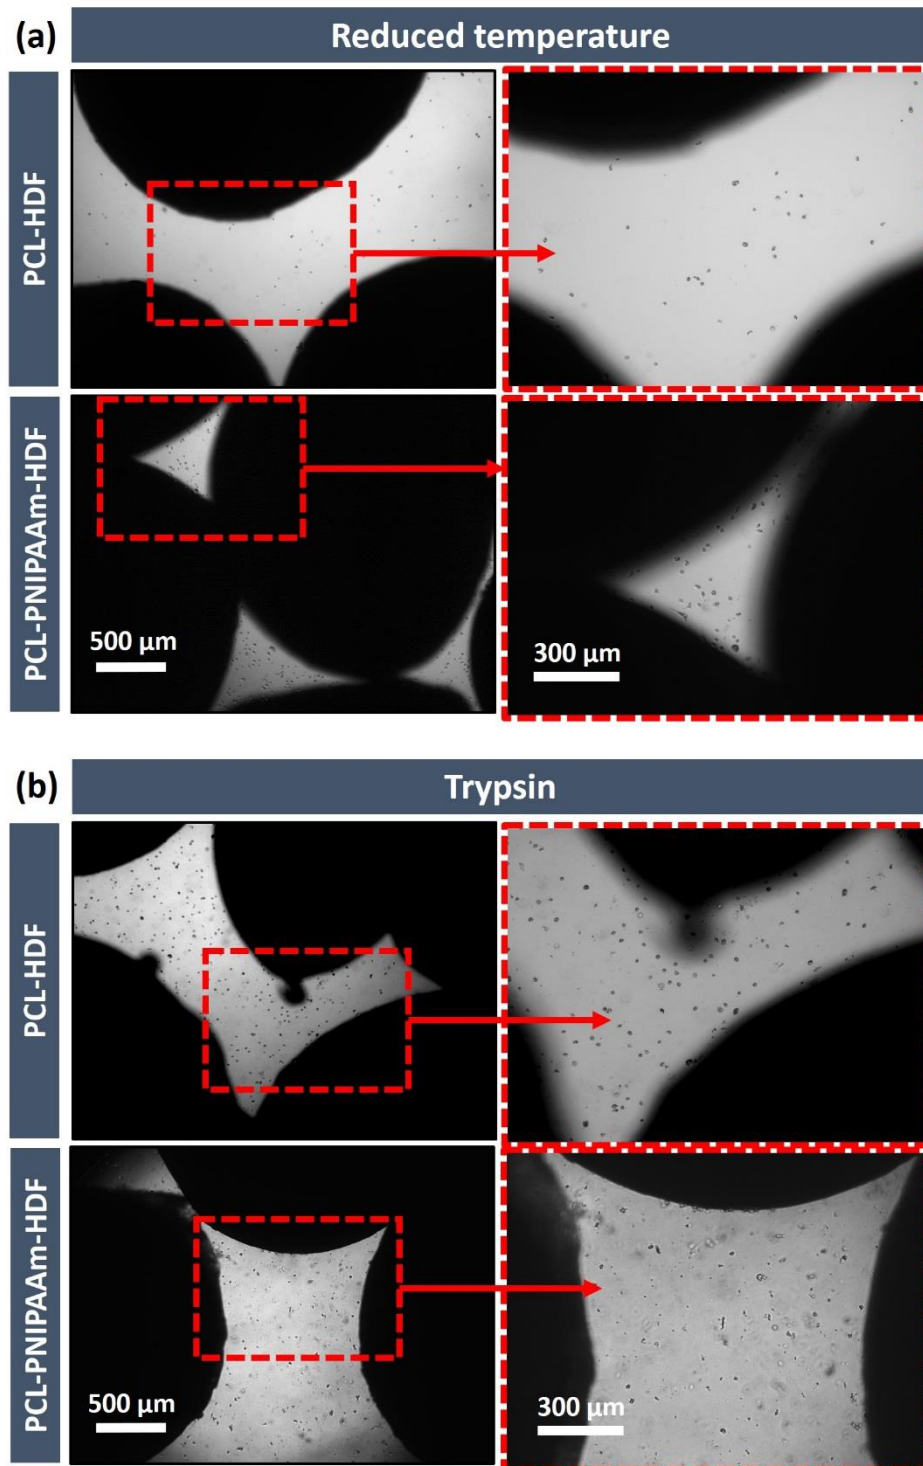 (a)
Reduced temperature
PCL-HDF
PCL-PNIPAAm-HDF
500 µm
300 µm
(b)
Trypsin
PCL-HDF
PCL-PNIPAAm-HDF
500 µm
300 µm